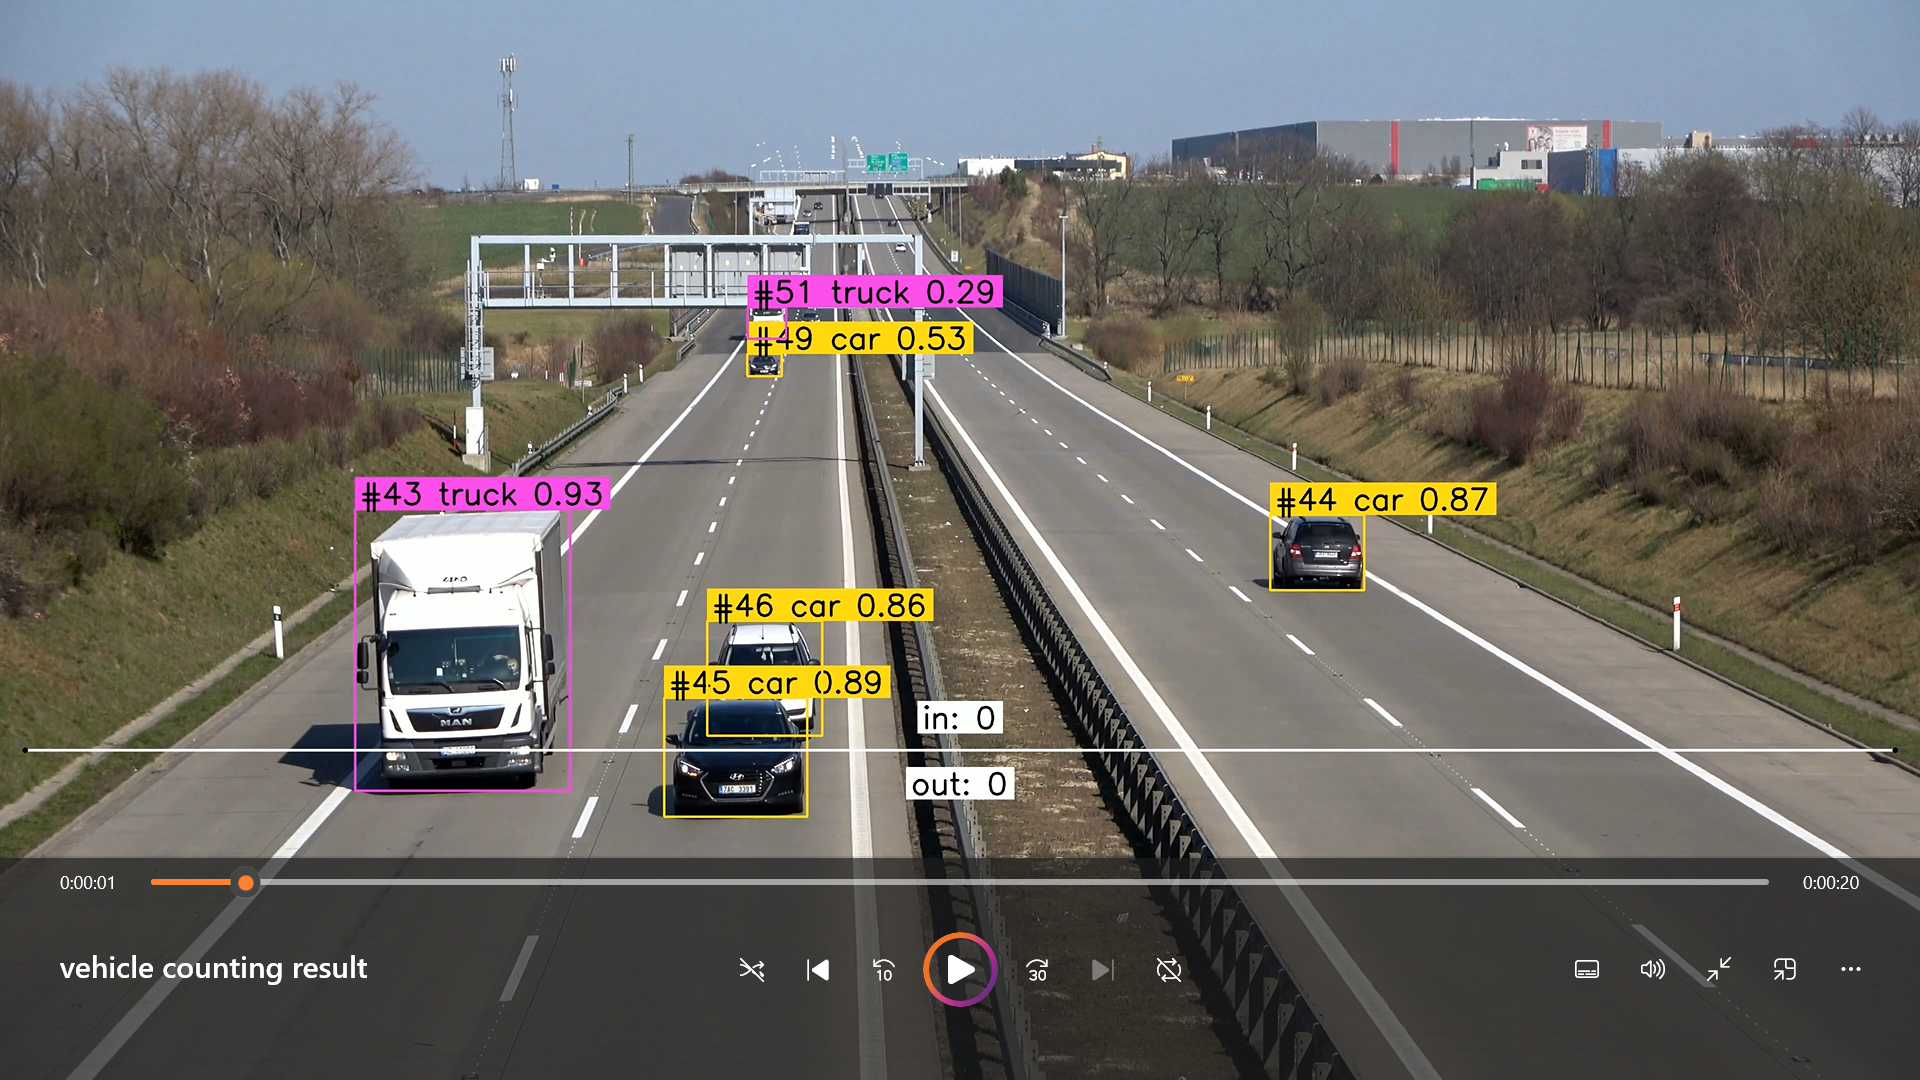 #51 truck 0.29
#49 car 0.53
#43 truck 0.93
#44 car 0.87
#46 car 0.86
#45 car 0.89
in: 0
MAN
out: 0
0:00:01
0:00:20
vehicle counting result
10
30